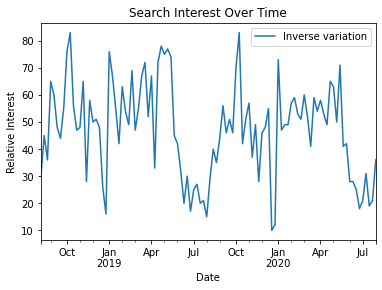 Search Interest Over Time
Inverse variation
Relative Interest
80
70
60
50
40
30
20
10
Oct
Jan
2019
Apr
Jul
Oct
Jan
2020
Apr
Jul
Date